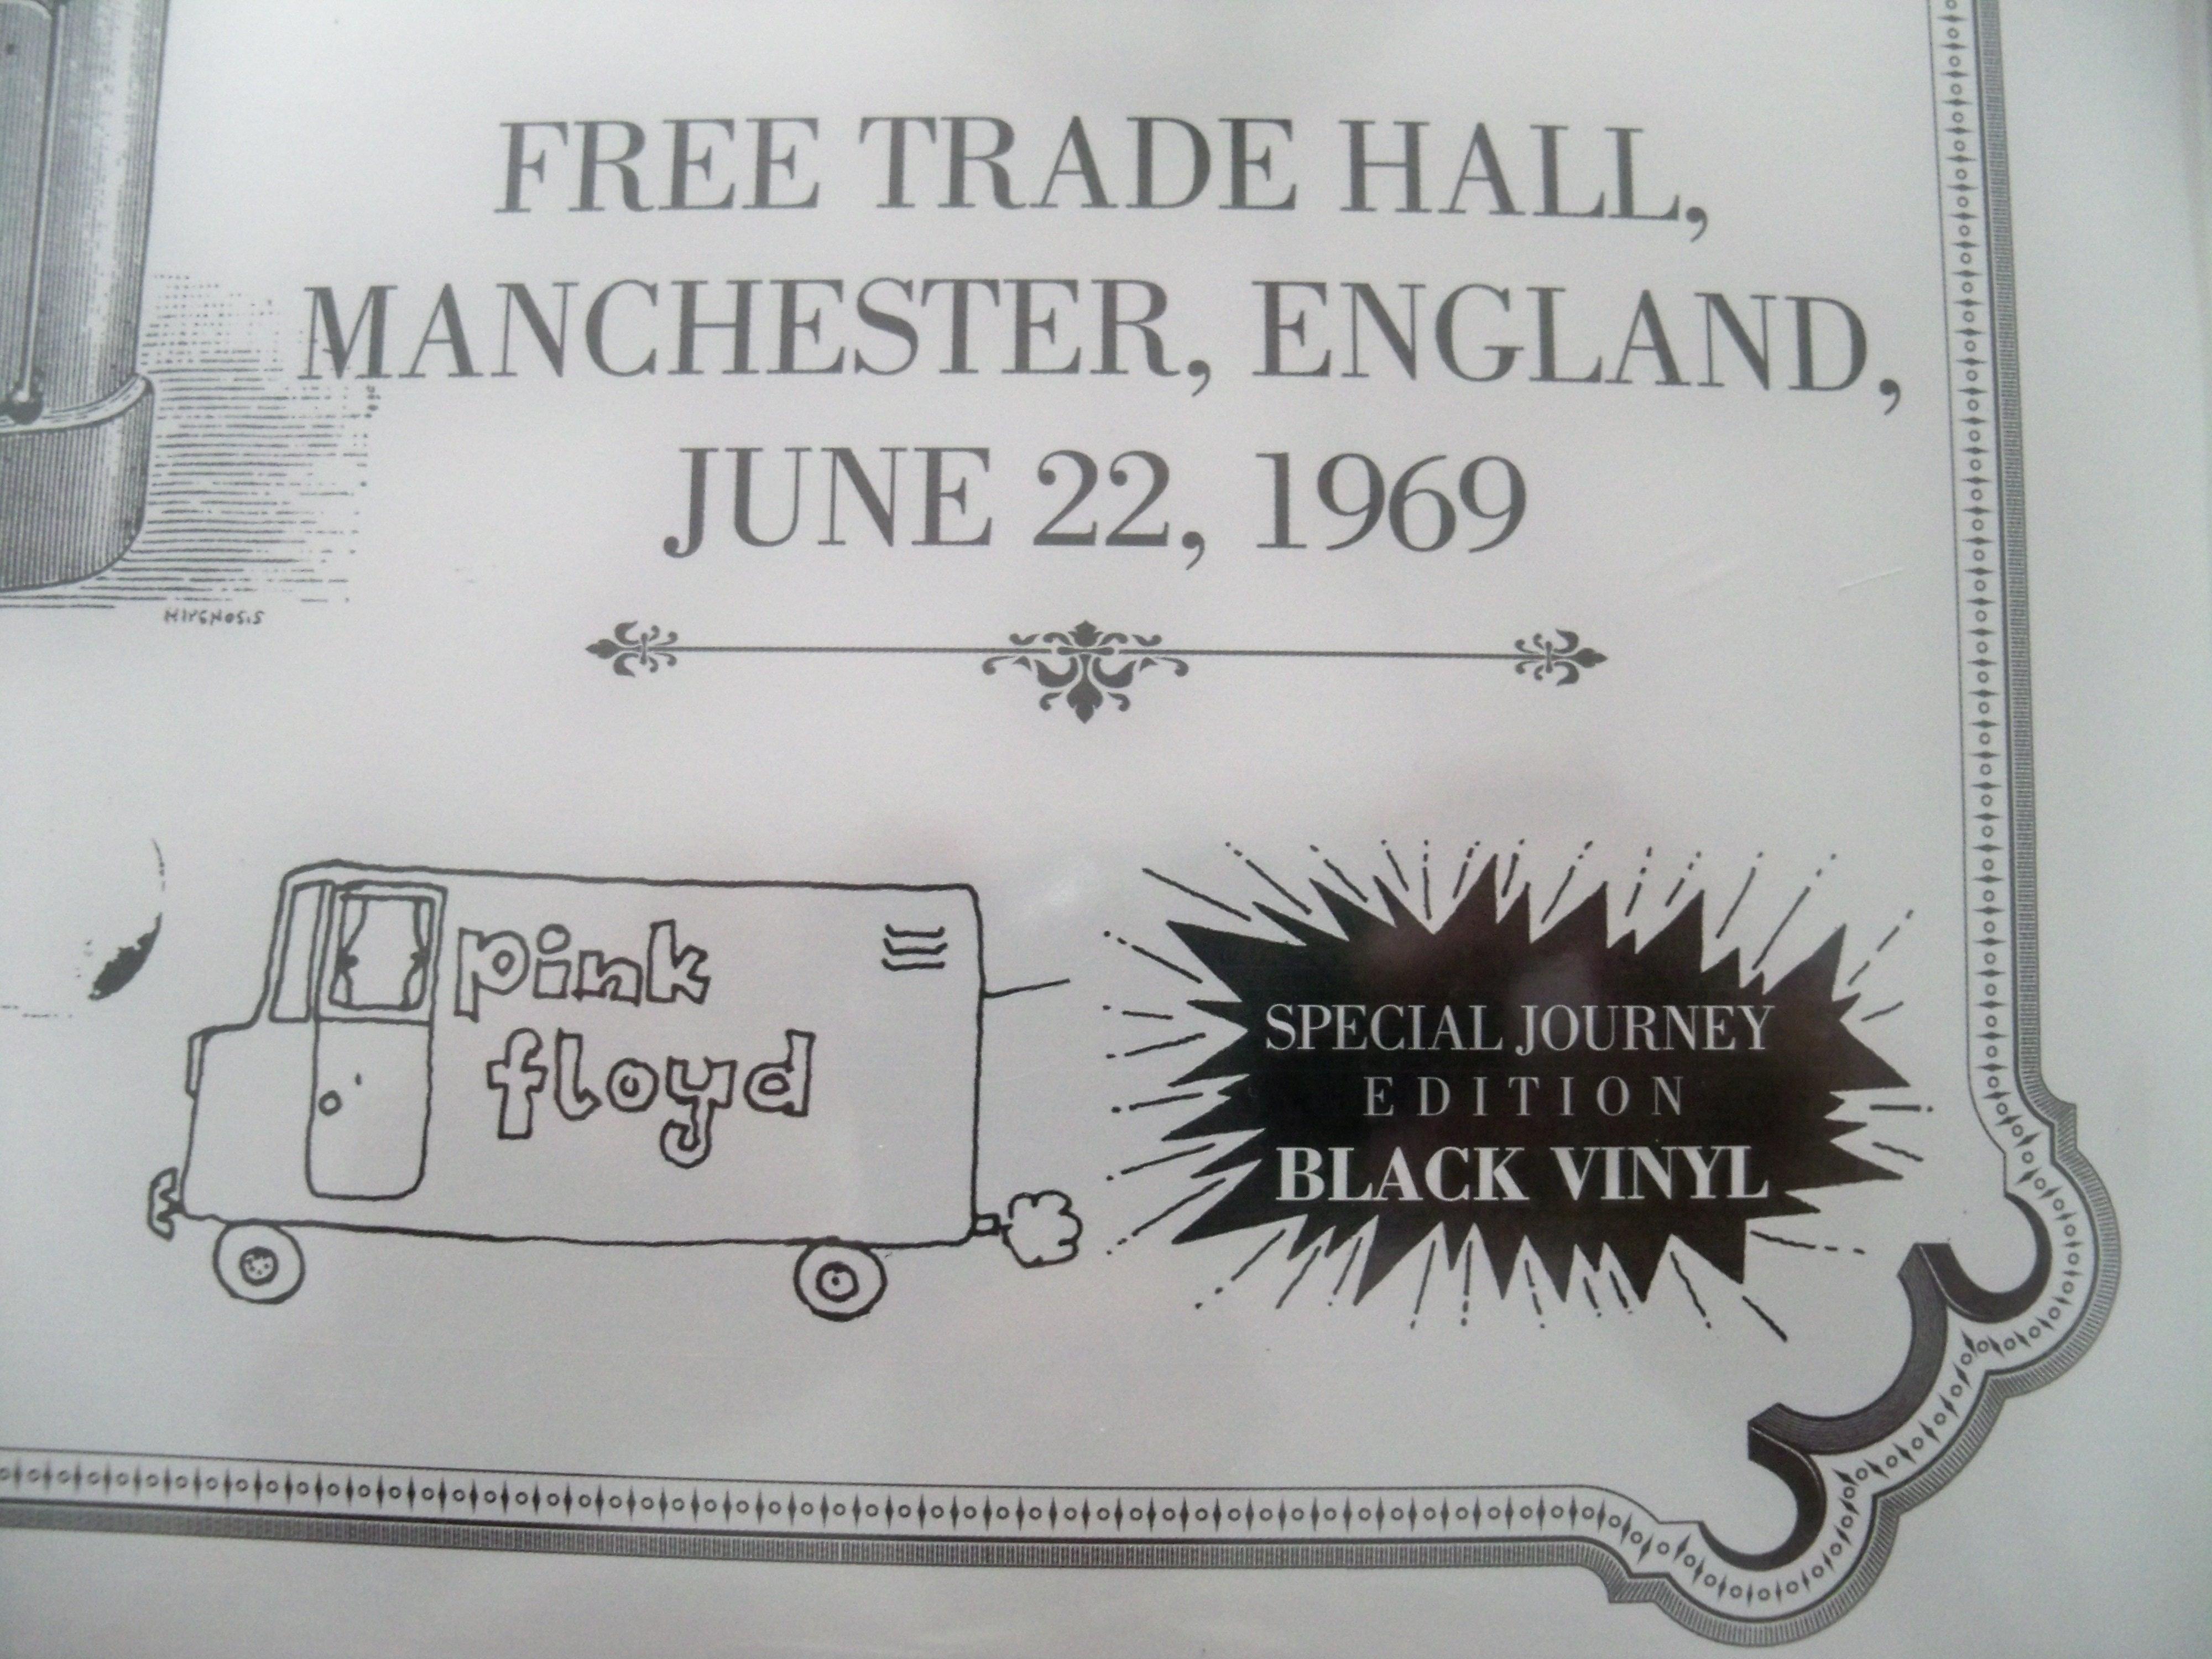 FREE TRADE HALL,
MANCHESTER, ENGLAND,
JUNE 22, 1969
HIPGNOSIS
pink
floyd
SPECIAL JOURNEY
EDITION
BLACK VINYL